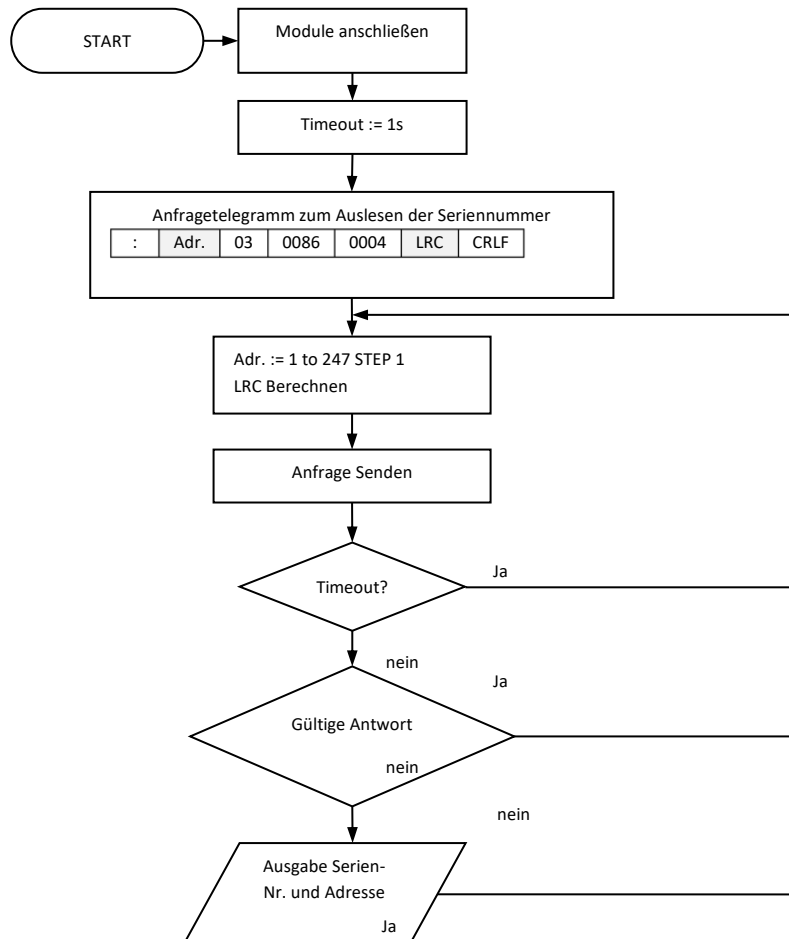 START
Module anschließen
Timeout := 1s
Anfragetelegramm zum Auslesen der Seriennummer
: Adr. 03 0086 0004 LRC CRLF
Adr. := 1 to 247 STEP 1
LRC Berechnen
Anfrage Senden
Timeout?
Ja
nein
Ja
Gültige Antwort
nein
nein
Ausgabe Serien-
Nr. und Adresse
Ja